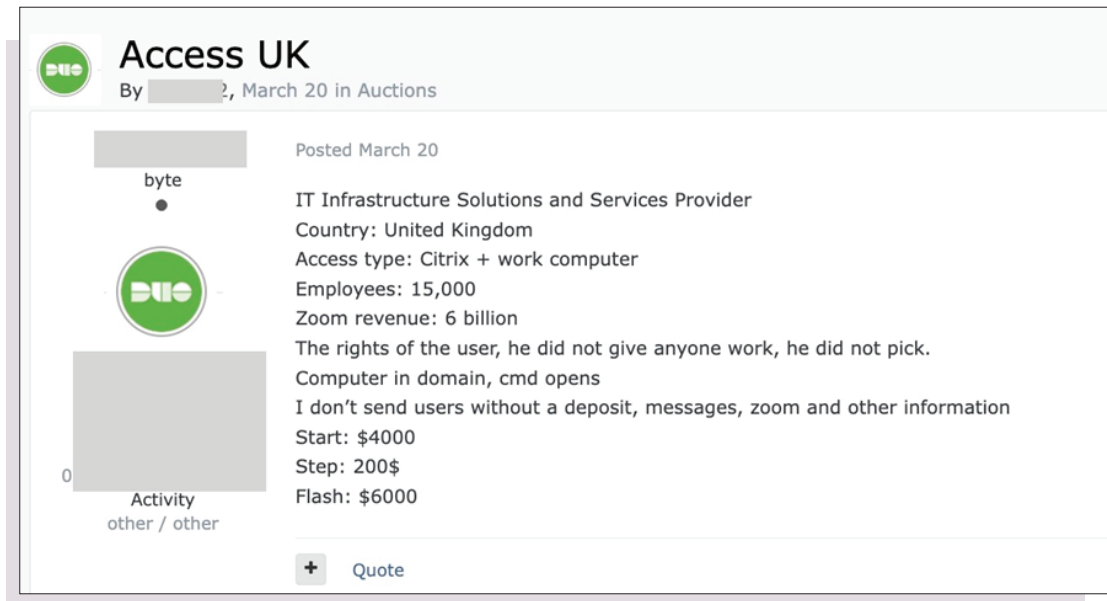 DUO
Access UK
By 2, March 20 in Auctions
byte
DUO
Activity
other / other
0
Posted March 20
IT Infrastructure Solutions and Services Provider
Country: United Kingdom
Access type: Citrix + work computer
Employees: 15,000
Zoom revenue: 6 billion
The rights of the user, he did not give anyone work, he did not pick.
Computer in domain, cmd opens
I don’t send users without a deposit, messages, zoom and other information
Start: $4000
Step: 200$
Flash: $6000
+ Quote